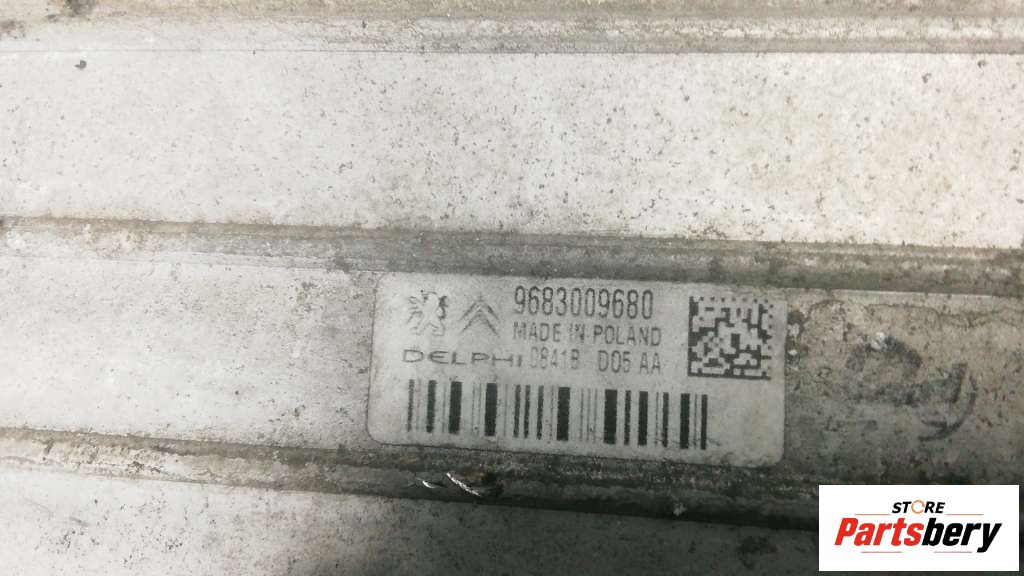 9683009680
MADE IN POLAND
DELPHI 0841B D05 AA
STORE
Partsbery